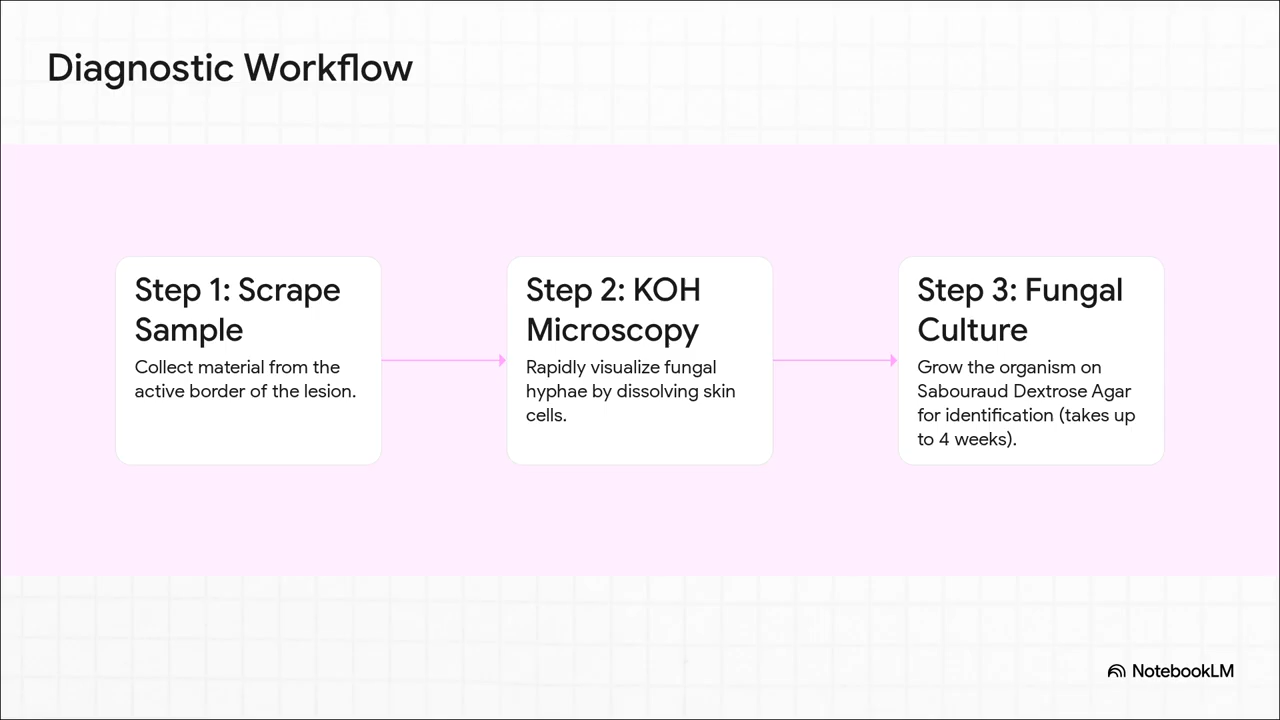 Diagnostic Workflow
Step 1: Scrape
Sample
Collect material from the
active border of the lesion.
Step 2: KOH
Microscopy
Rapidly visualize fungal
hyphae by dissolving skin
cells.
Step 3: Fungal
Culture
Grow the organism on
Sabouraud Dextrose Agar
for identification (takes up
to 4 weeks).
NotebookLM